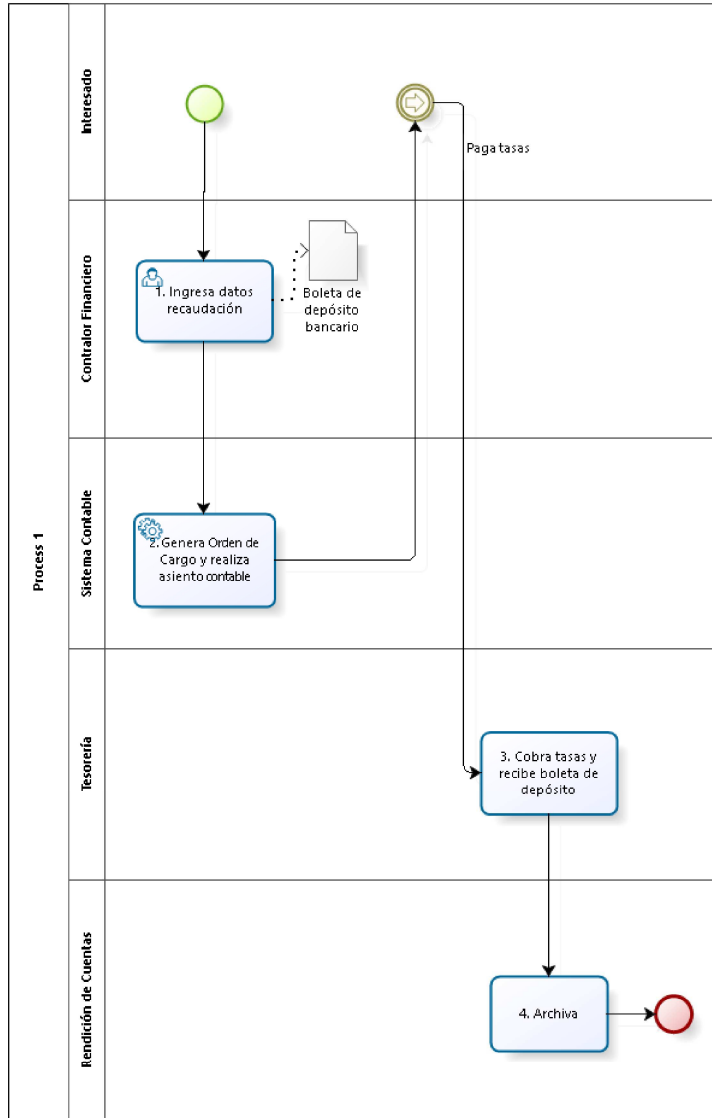 Process 1
Interesado
Paga tasas
Contralor Financiero
1. Ingresa datos
recaudación
Boleta de
depósito
bancario
Sistema Contable
2. Genera Orden de
Cargo y realiza
asiento contable
Tesorería
3. Cobra tasas y
recibe boleta de
depósito
Rendición de Cuentas
4. Archiva